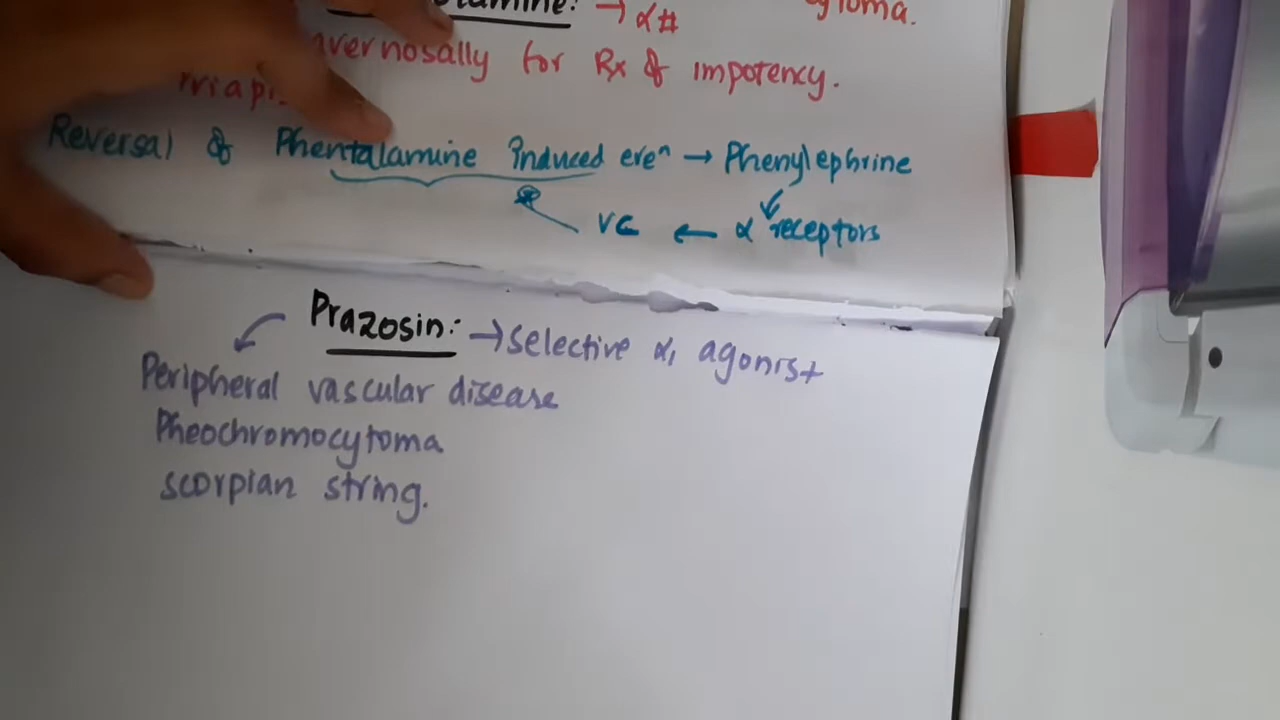 → α#
avernosally for Rx of impotency.
Reversal of Phentalamine induced ereⁿ → Phenylephrine
VC ← α receptors
Prazosin: → selective α₁ agonist
Peripheral vascular disease
Pheochromocytoma
scorpian string.